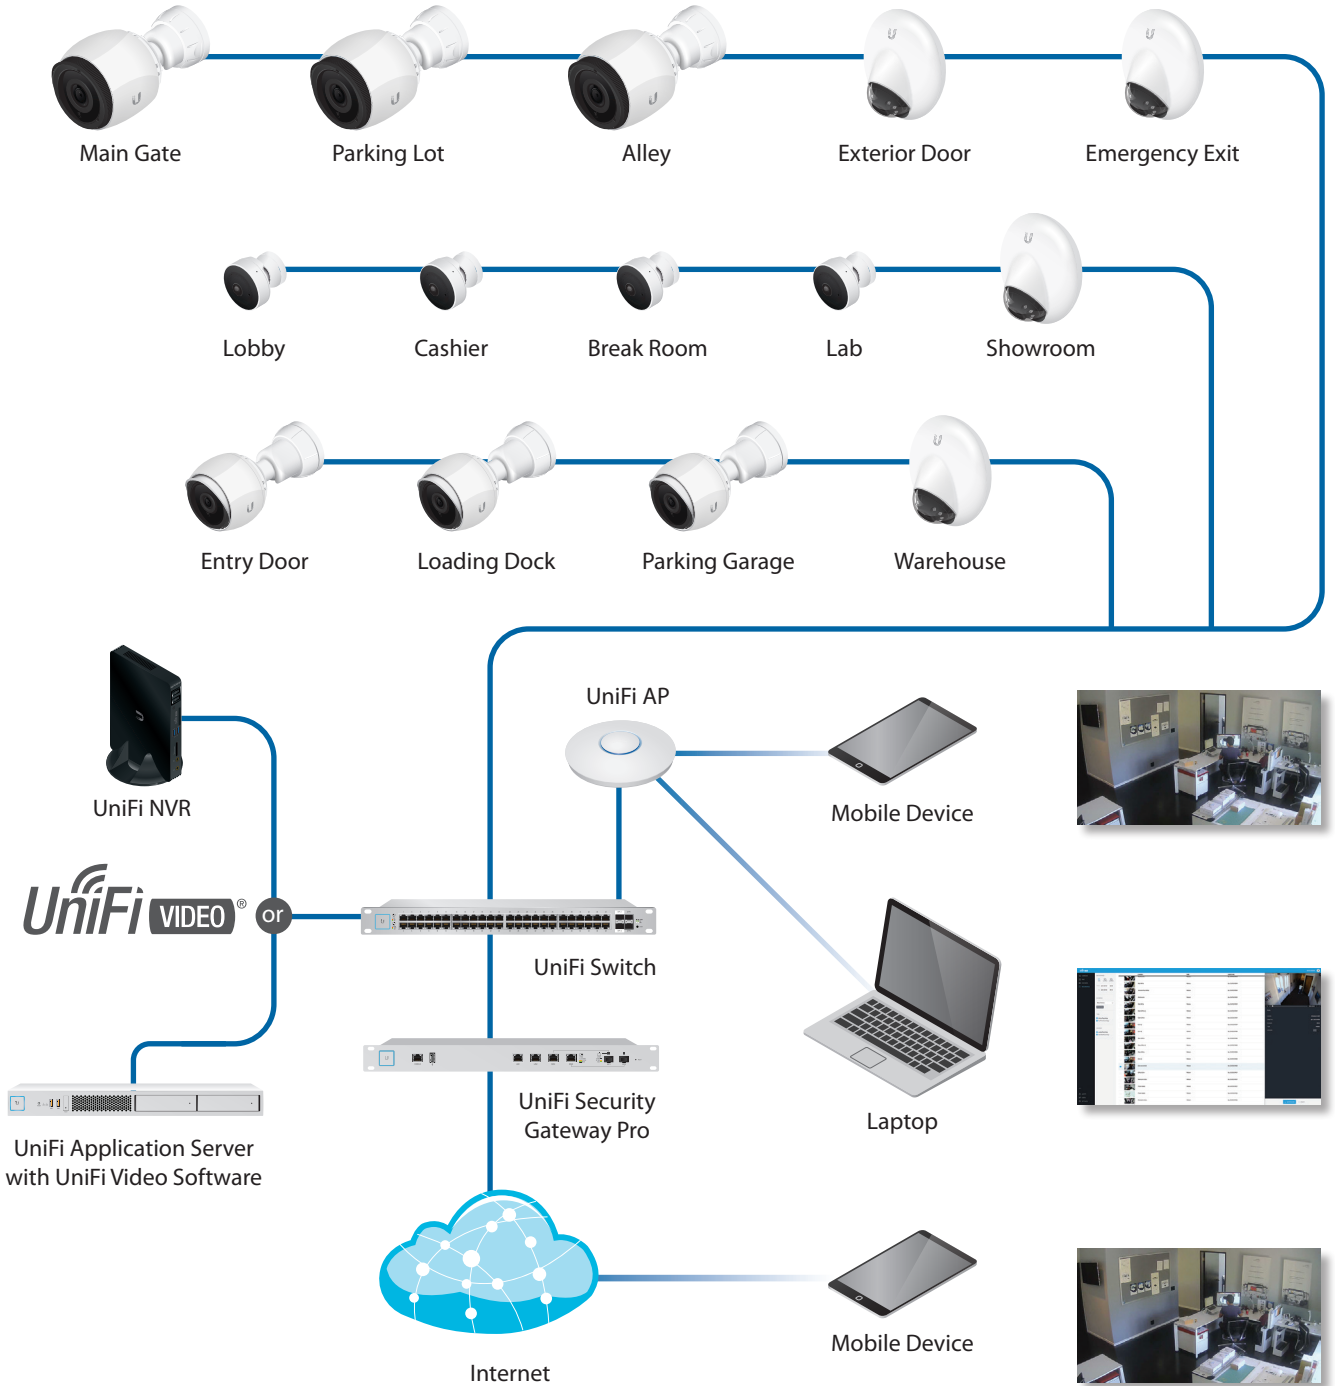 Main Gate
Parking Lot
Alley
Exterior Door
Emergency Exit
Lobby
Cashier
Break Room
Lab
Showroom
Entry Door
Loading Dock
Parking Garage
Warehouse
UniFi AP
UniFi NVR
Mobile Device
UniFi VIDEO®
or
UniFi Switch
UniFi Security
Gateway Pro
Laptop
UniFi Application Server
with UniFi Video Software
Mobile Device
Internet